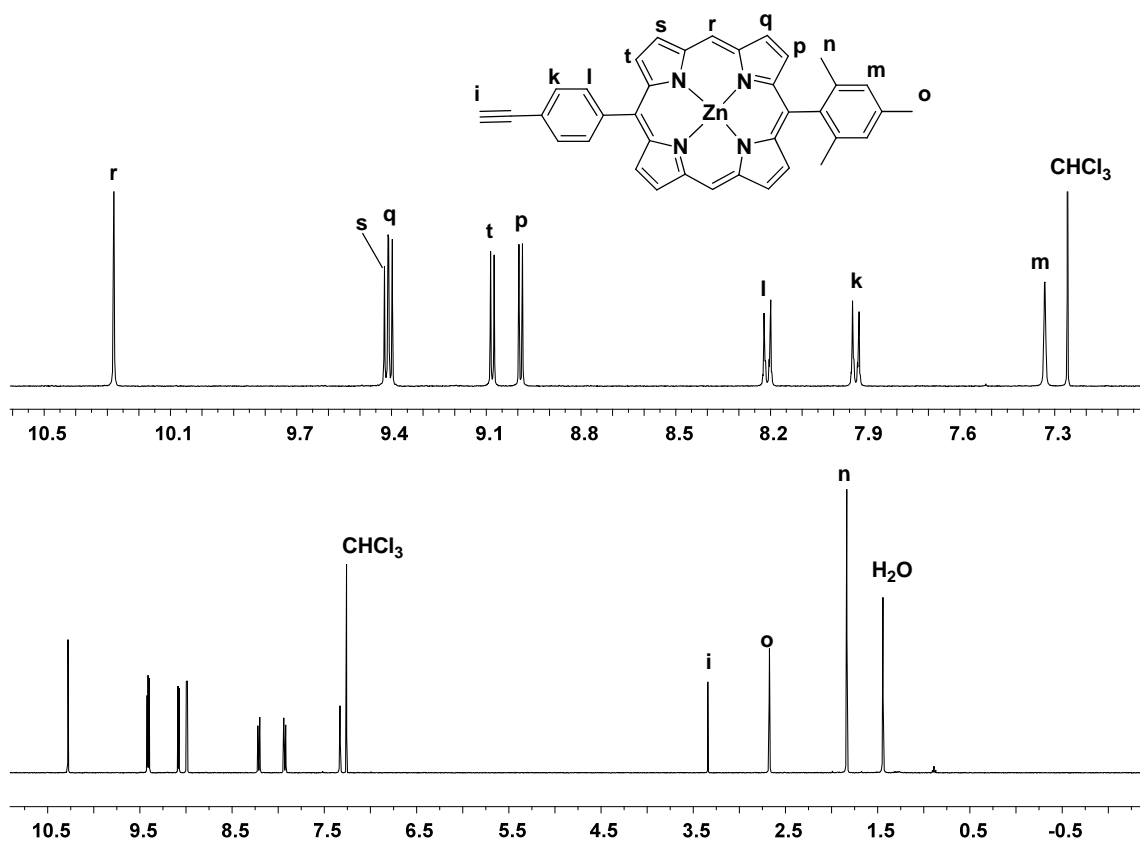 s r q
t p n
k l m
i o
N N
Zn
N N
r CHCl3
s q
t p
l k m
10.5 10.1 9.7 9.4 9.1 8.8 8.5 8.2 7.9 7.6 7.3
n
CHCl3 H2O
i o
10.5 9.5 8.5 7.5 6.5 5.5 4.5 3.5 2.5 1.5 0.5 -0.5